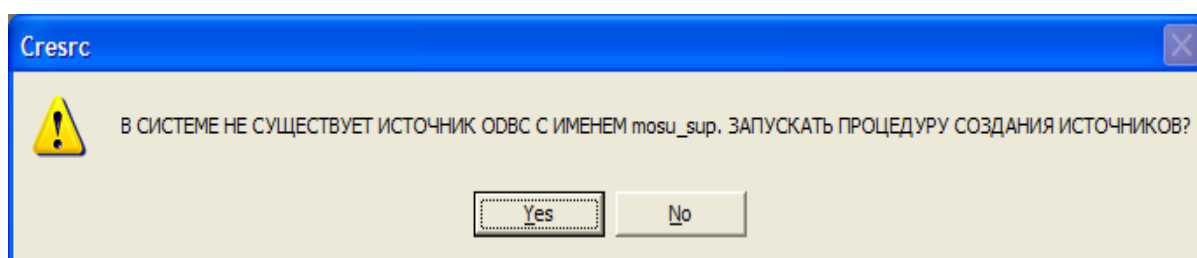 Cresrc
В СИСТЕМЕ НЕ СУЩЕСТВУЕТ ИСТОЧНИК ODBC С ИМЕНЕМ mosu_sup. ЗАПУСКАТЬ ПРОЦЕДУРУ СОЗДАНИЯ ИСТОЧНИКОВ?
Yes No